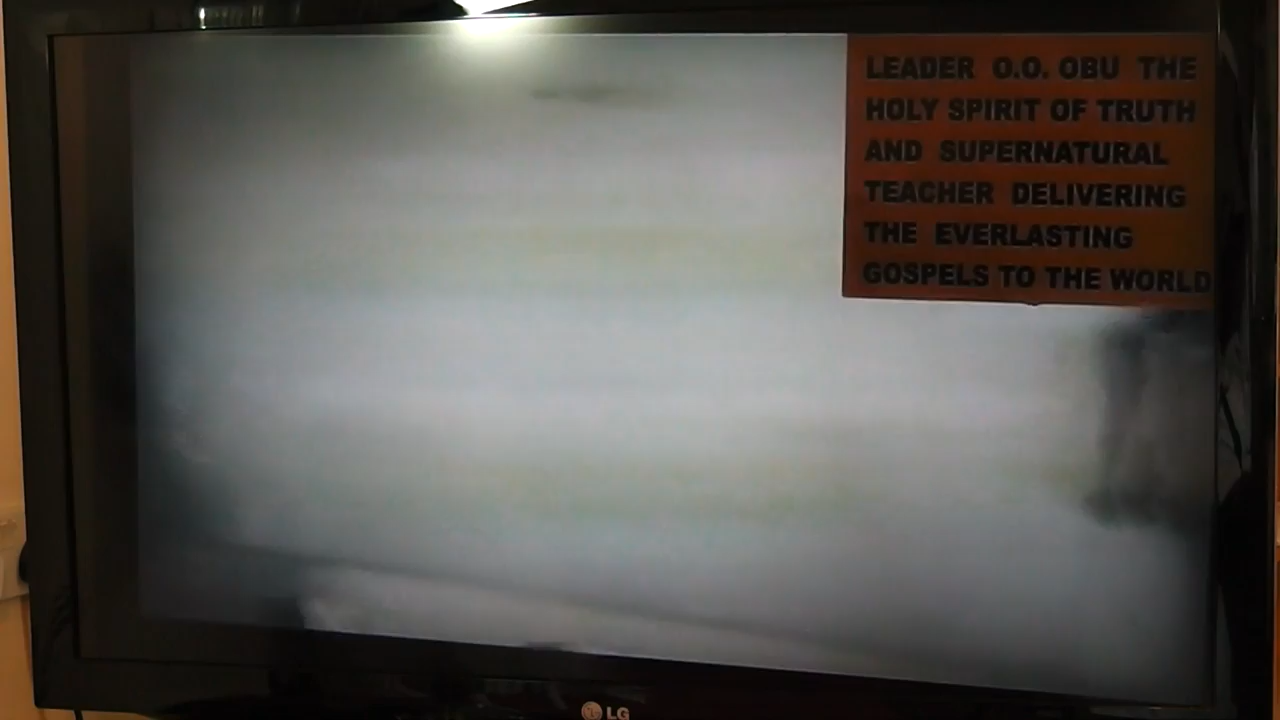 LEADER O.O. OBU THE
HOLY SPIRIT OF TRUTH
AND SUPERNATURAL
TEACHER DELIVERING
THE EVERLASTING
GOSPELS TO THE WORLD
LG